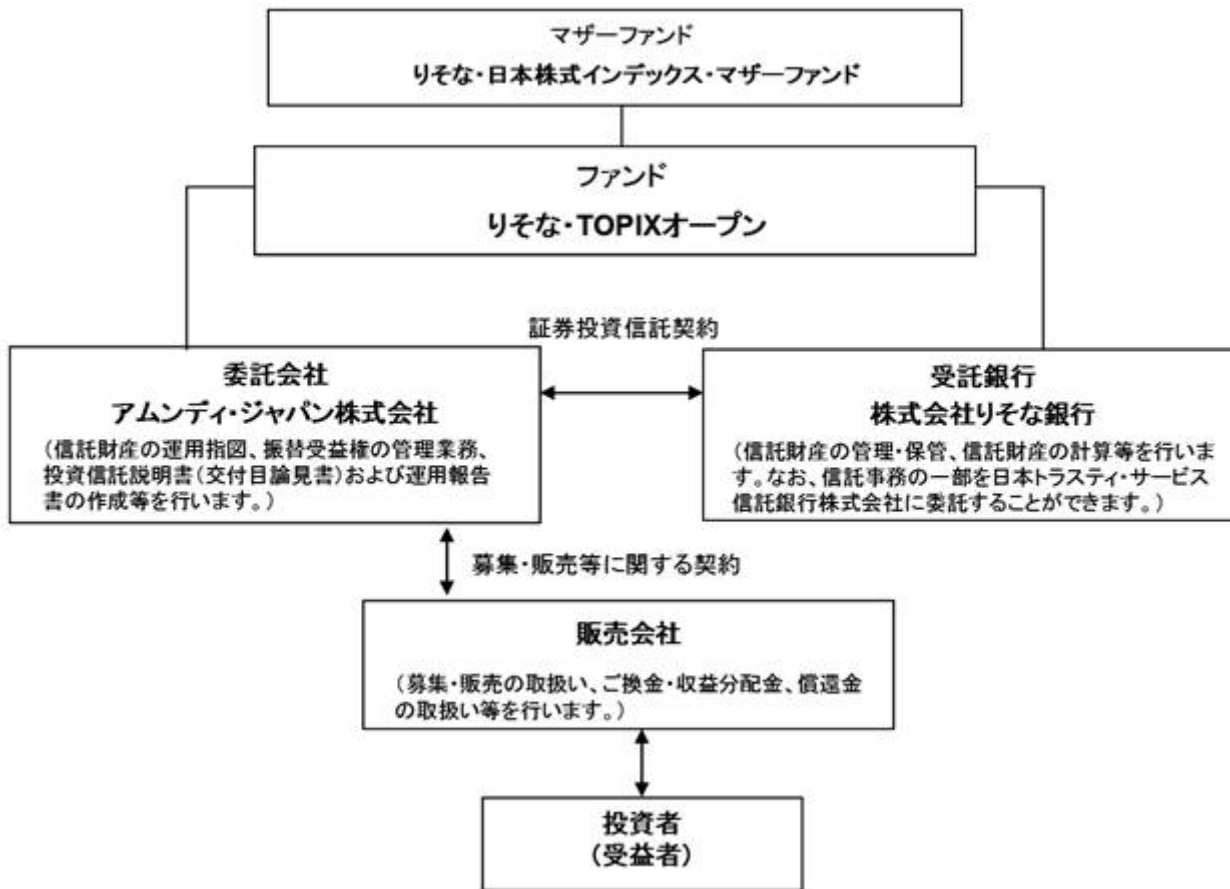 マザーファンド
りそな・日本株式インデックス・マザーファンド
ファンド
りそな・TOPIXオープン
証券投資信託契約
委託会社
アムンディ・ジャパン株式会社
(信託財産の運用指図、振替受益権の管理業務、
投資信託説明書(交付目論見書)および運用報告
書の作成等を行います。)
受託銀行
株式会社りそな銀行
(信託財産の管理・保管、信託財産の計算等を行いま
す。なお、信託事務の一部を日本トラスティ・サービス
信託銀行株式会社に委託することができます。)
募集・販売等に関する契約
販売会社
(募集・販売の取扱い、ご換金・収益分配金、償還金
の取扱い等を行います。)
投資者
(受益者)